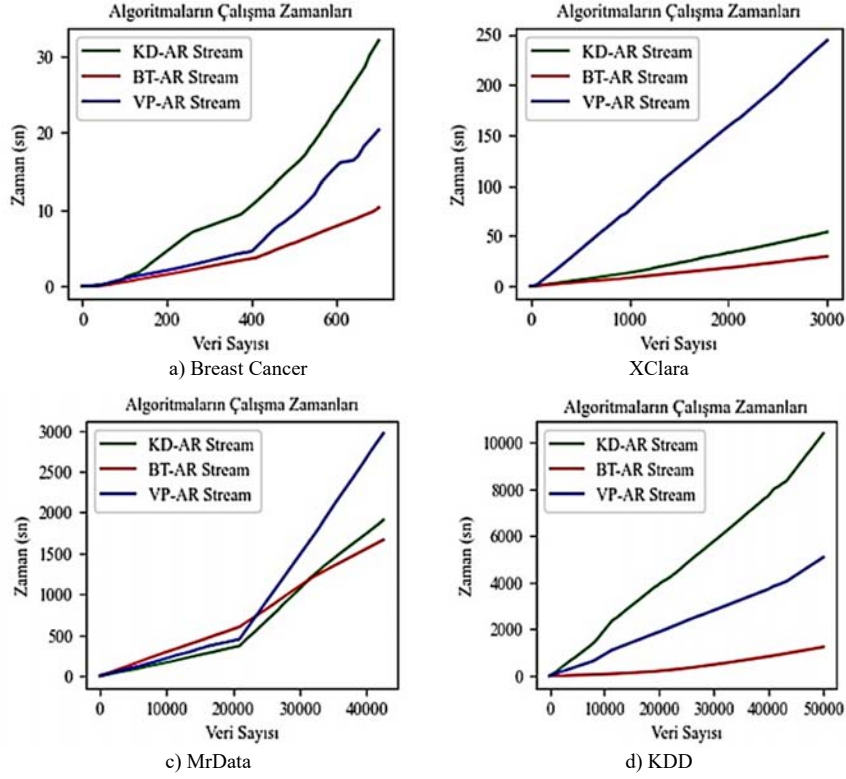 Algoritmaların Çalışma Zamanları
KD-AR Stream
BT-AR Stream
VP-AR Stream
Zaman (sn)
30
20
10
0
0 200 400 600
Veri Sayısı
a) Breast Cancer
Algoritmaların Çalışma Zamanları
KD-AR Stream
BT-AR Stream
VP-AR Stream
Zaman (sn)
250
200
150
100
50
0
0 1000 2000 3000
Veri Sayısı
XClara
Algoritmaların Çalışma Zamanları
KD-AR Stream
BT-AR Stream
VP-AR Stream
Zaman (sn)
3000
2500
2000
1500
1000
500
0
0 10000 20000 30000 40000
Veri Sayısı
c) MrData
Algoritmaların Çalışma Zamanları
KD-AR Stream
BT-AR Stream
VP-AR Stream
Zaman (sn)
10000
8000
6000
4000
2000
0
0 10000 20000 30000 40000 50000
Veri Sayısı
d) KDD